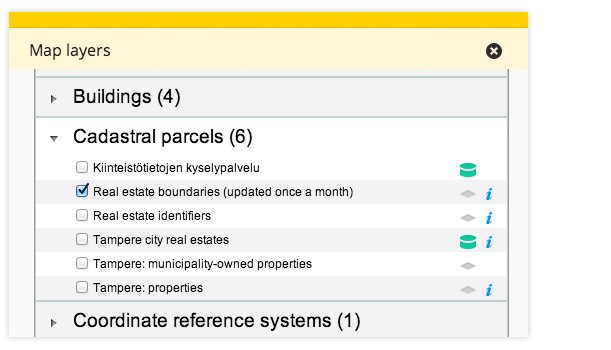 Map layers
Buildings (4)
Cadastral parcels (6)
Kiinteistötietojen kyselypalvelu
Real estate boundaries (updated once a month)
Real estate identifiers
Tampere city real estates
Tampere: municipality-owned properties
Tampere: properties
Coordinate reference systems (1)